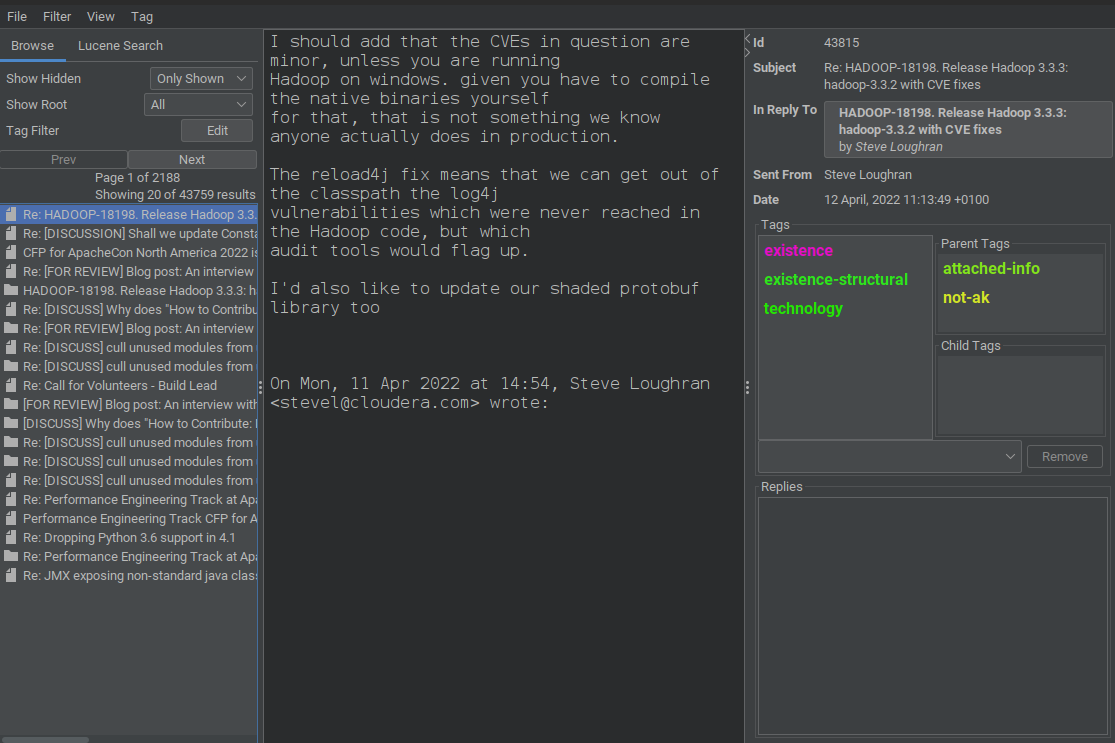 File Filter View Tag
Browse Lucene Search
Show Hidden Only Shown
Show Root All
Tag Filter Edit
Prev Next
Page 1 of 2188
Showing 20 of 43759 results
Re: HADOOP-18198. Release Hadoop 3.3.
Re: [DISCUSSION] Shall we update Consta
CFP for ApacheCon North America 2022 is
Re: [FOR REVIEW] Blog post: An interview
HADOOP-18198. Release Hadoop 3.3.3: h
Re: [DISCUSS] Why does "How to Contribu
Re: [FOR REVIEW] Blog post: An interview
Re: [DISCUSS] cull unused modules from
Re: [DISCUSS] cull unused modules from
Re: Call for Volunteers - Build Lead
[FOR REVIEW] Blog post: An interview with
[DISCUSS] Why does "How to Contribute:
Re: [DISCUSS] cull unused modules from
Re: [DISCUSS] cull unused modules from
Re: [DISCUSS] cull unused modules from
Re: Performance Engineering Track at Apa
Performance Engineering Track CFP for A
Re: Dropping Python 3.6 support in 4.1
Re: Performance Engineering Track at Apa
Re: JMX exposing non-standard java class
I should add that the CVEs in question are
minor, unless you are running
Hadoop on windows. given you have to compile
the native binaries yourself
for that, that is not something we know
anyone actually does in production.
The reload4j fix means that we can get out of
the classpath the log4j
vulnerabilities which were never reached in
the Hadoop code, but which
audit tools would flag up.
I'd also like to update our shaded protobuf
library too
On Mon, 11 Apr 2022 at 14:54, Steve Loughran
<stevel@cloudera.com> wrote:
Id 43815
Subject Re: HADOOP-18198. Release Hadoop 3.3.3:
hadoop-3.3.2 with CVE fixes
In Reply To HADOOP-18198. Release Hadoop 3.3.3:
hadoop-3.3.2 with CVE fixes
by Steve Loughran
Sent From Steve Loughran
Date 12 April, 2022 11:13:49 +0100
Tags
existence
existence-structural
technology
Parent Tags
attached-info
not-ak
Child Tags
Remove
Replies